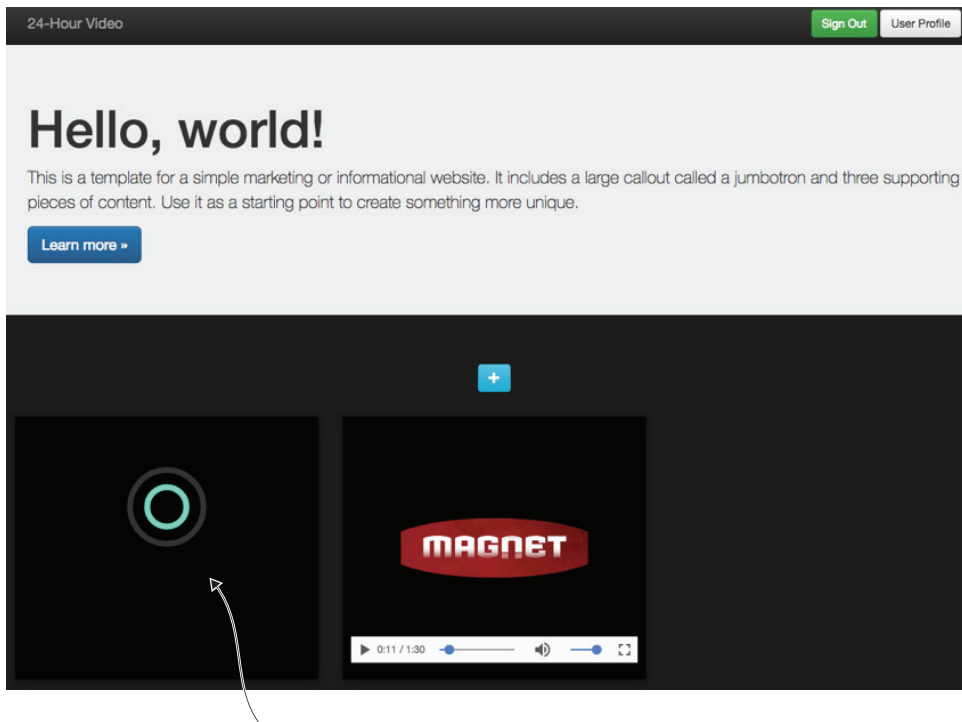 24-Hour Video
Sign Out
User Profile
Hello, world!
This is a template for a simple marketing or informational website. It includes a large callout called a jumbotron and three supporting
pieces of content. Use it as a starting point to create something more unique.
Learn more »
+
MAGNET
0:11 / 1:30